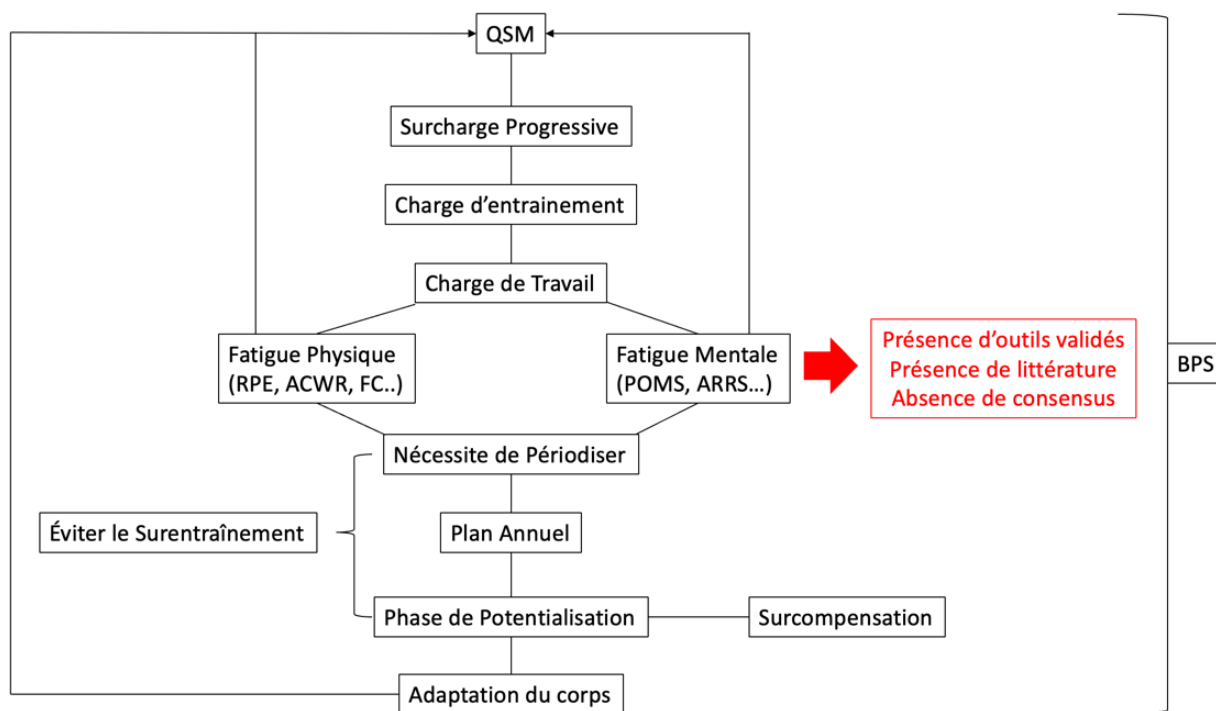 QSM
Surcharge Progressive
Charge d'entrainement
Charge de Travail
Fatigue Physique
(RPE, ACWR, FC..)
Fatigue Mentale
(POMS, ARRS...)
Présence d'outils validés
Présence de littérature
Absence de consensus
BPS
Nécessite de Périodiser
Éviter le Surentraînement
Plan Annuel
Phase de Potentialisation
Surcompensation
Adaptation du corps